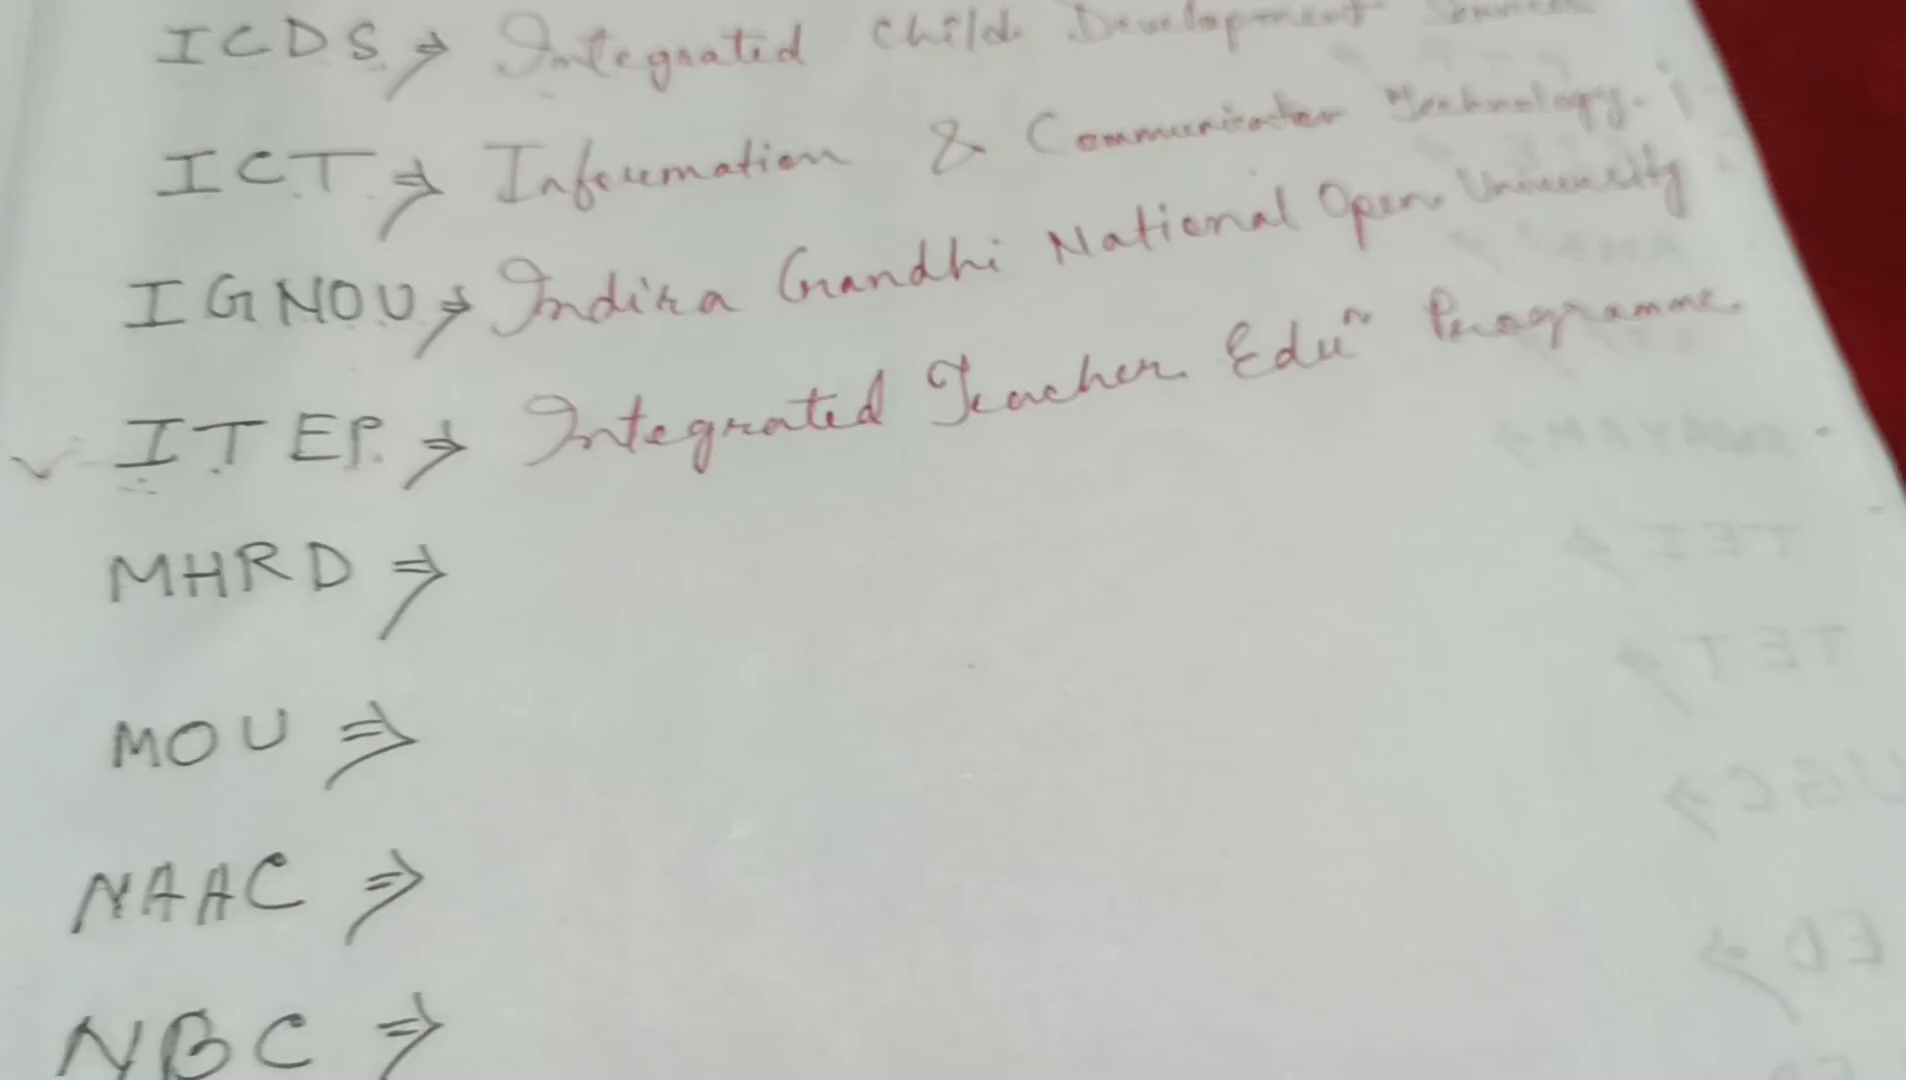 ICDS ⇒ Integrated Child Development Services
ICT ⇒ Information & Communication Technology.
IGNOU ⇒ Indira Gandhi National Open University
ITEP. ⇒ Integrated Teacher Eduⁿ Programme.
MHRD ⇒
MOU ⇒
NAAC ⇒
NBC ⇒